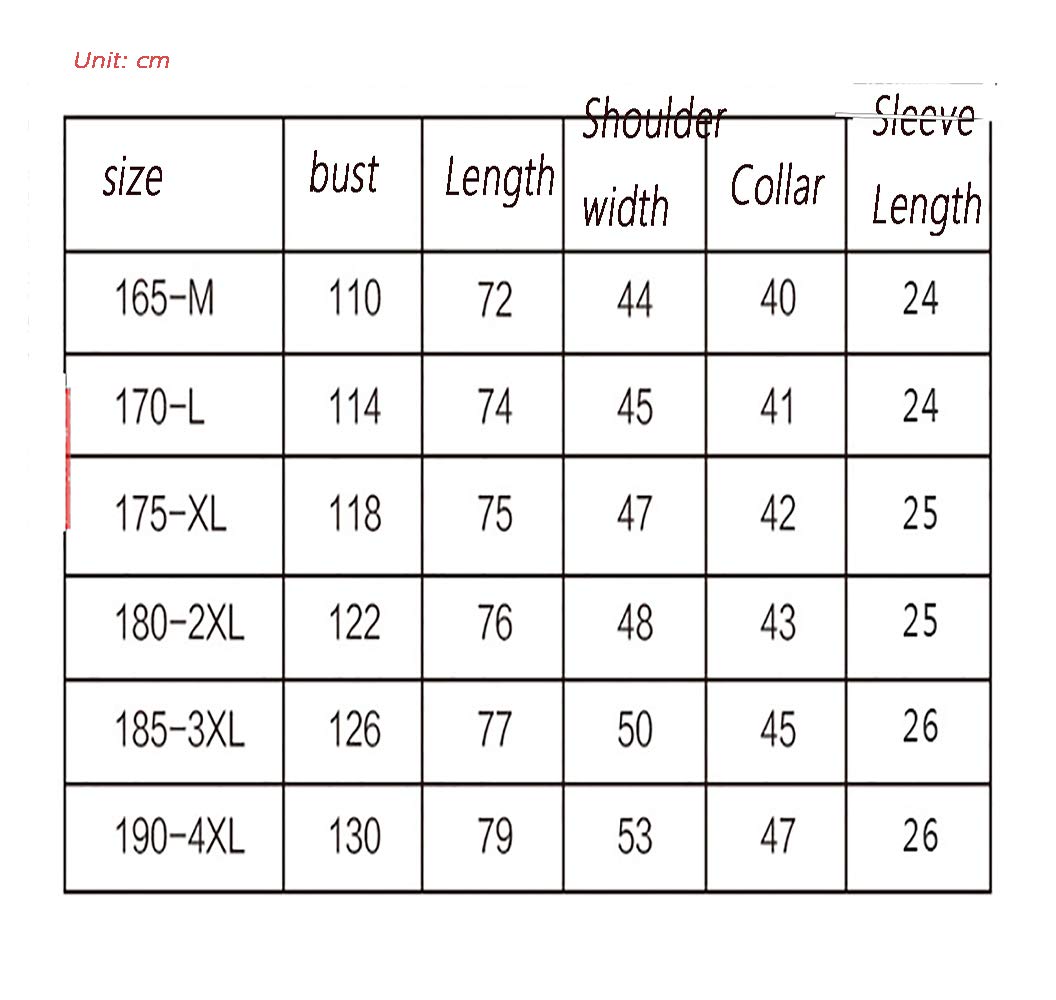 Unit: cm
size bust Length Shoulder width Collar Sleeve Length
165-M 110 72 44 40 24
170-L 114 74 45 41 24
175-XL 118 75 47 42 25
180-2XL 122 76 48 43 25
185-3XL 126 77 50 45 26
190-4XL 130 79 53 47 26